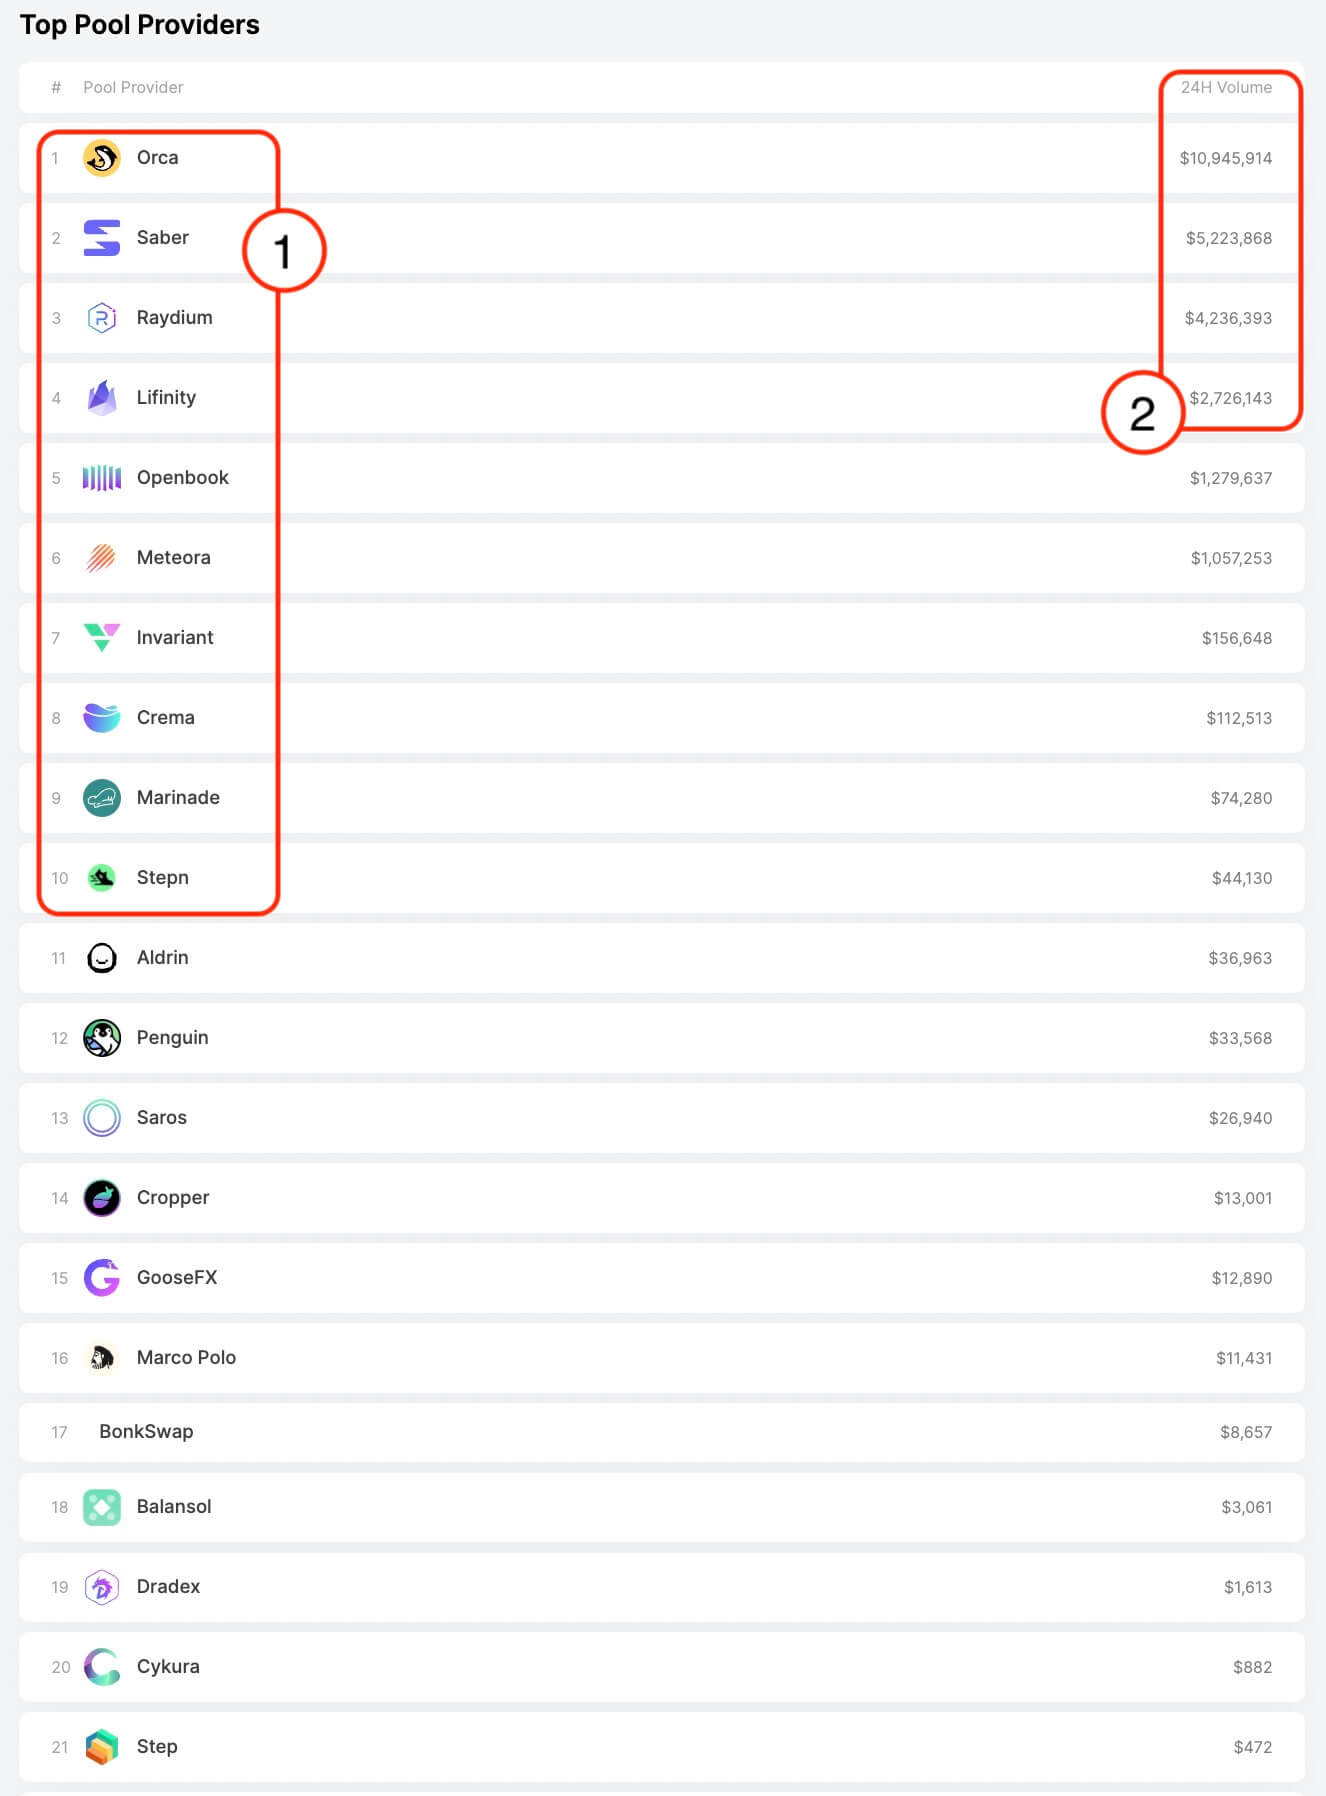 Top Pool Providers
# Pool Provider 24H Volume
1 Orca $10,945,914
2 Saber $5,223,868
1
3 Raydium $4,236,393
4 Lifinity $2,726,143
2
5 Openbook $1,279,637
6 Meteora $1,057,253
7 Invariant $156,648
8 Crema $112,513
9 Marinade $74,280
10 Stepn $44,130
11 Aldrin $36,963
12 Penguin $33,568
13 Saros $26,940
14 Cropper $13,001
15 GooseFX $12,890
16 Marco Polo $11,431
17 BonkSwap $8,657
18 Balansol $3,061
19 Dradex $1,613
20 Cykura $882
21 Step $472